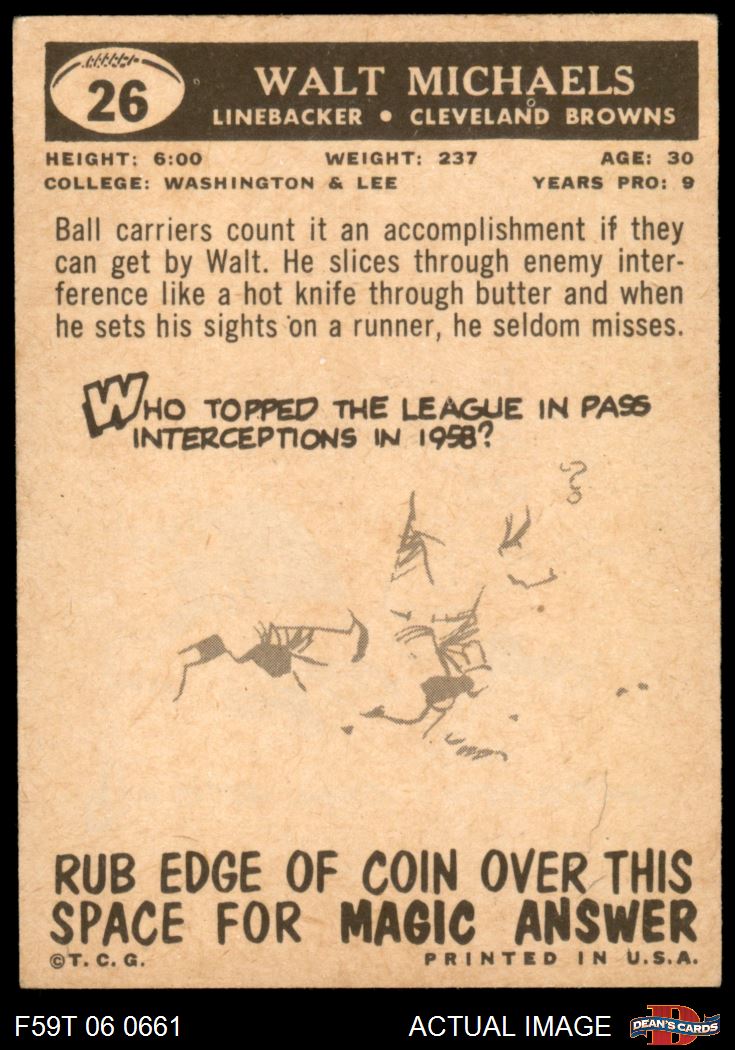 26
WALT MICHAELS
LINEBACKER • CLEVELAND BROWNS
HEIGHT: 6:00 WEIGHT: 237 AGE: 30
COLLEGE: WASHINGTON & LEE YEARS PRO: 9
Ball carriers count it an accomplishment if they
can get by Walt. He slices through enemy inter-
ference like a hot knife through butter and when
he sets his sights on a runner, he seldom misses.
WHO TOPPED THE LEAGUE IN PASS
INTERCEPTIONS IN 1958?
RUB EDGE OF COIN OVER THIS
SPACE FOR MAGIC ANSWER
©T. C. G. PRINTED IN U.S.A.
F59T 06 0661 ACTUAL IMAGE D DEAN'S CARDS